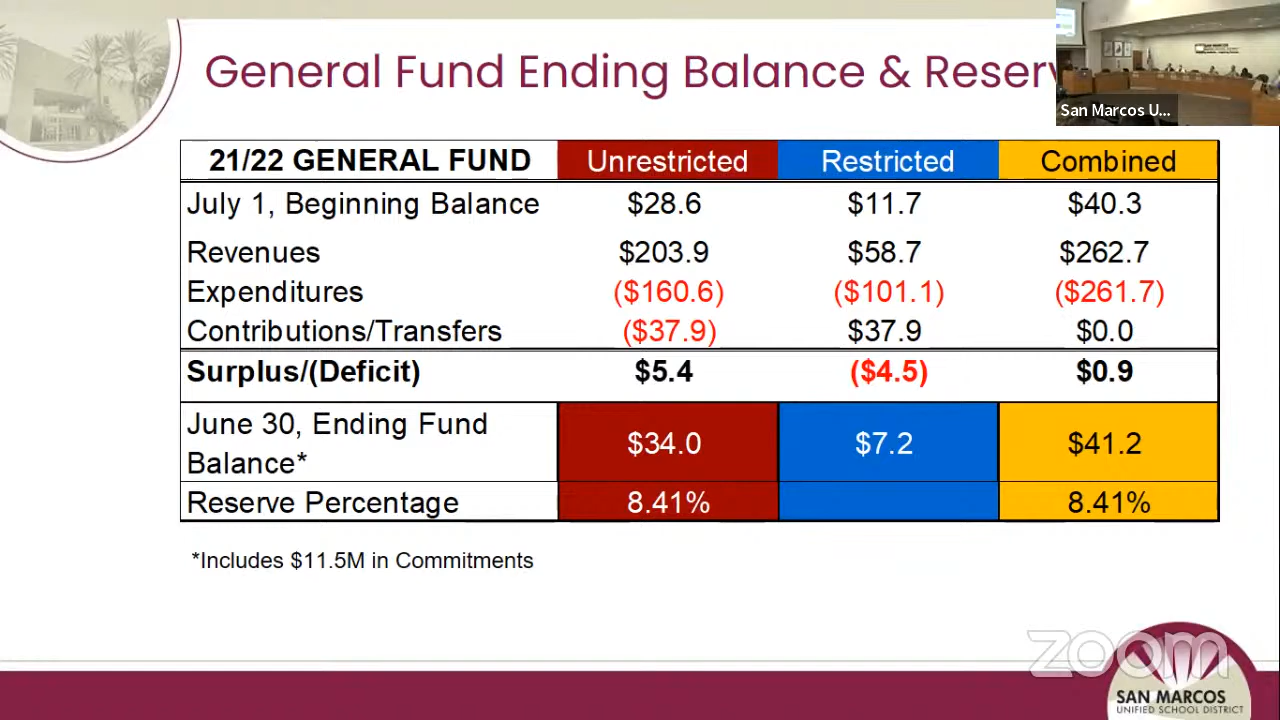 General Fund Ending Balance & Reserv
San Marcos U...
21/22 GENERAL FUND Unrestricted Restricted Combined
July 1, Beginning Balance $28.6 $11.7 $40.3
Revenues $203.9 $58.7 $262.7
Expenditures ($160.6) ($101.1) ($261.7)
Contributions/Transfers ($37.9) $37.9 $0.0
Surplus/(Deficit) $5.4 ($4.5) $0.9
June 30, Ending Fund
Balance* $34.0 $7.2 $41.2
Reserve Percentage 8.41% 8.41%
*Includes $11.5M in Commitments
zoom
SAN MARCOS
UNIFIED SCHOOL DISTRICT